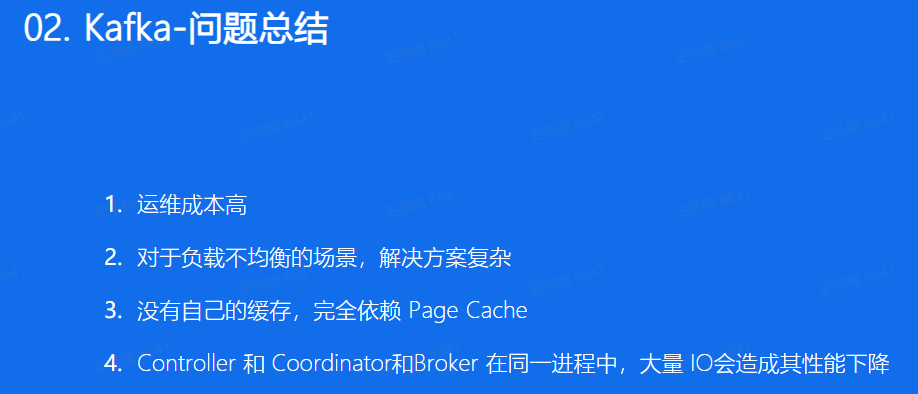 02. Kafka-问题总结
1. 运维成本高
2. 对于负载不均衡的场景，解决方案复杂
3. 没有自己的缓存，完全依赖 Page Cache
4. Controller 和 Coordinator和Broker 在同一进程中，大量 IO会造成其性能下降